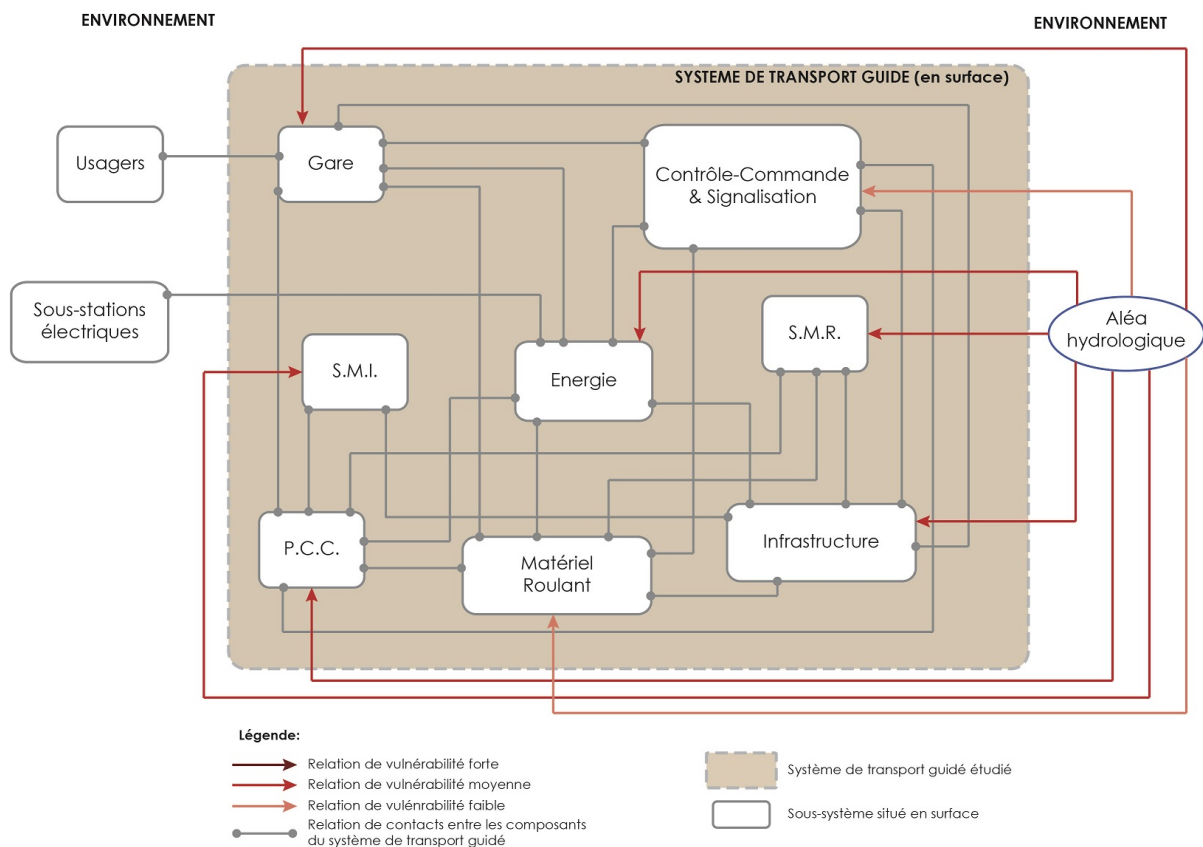 ENVIRONNEMENT
ENVIRONNEMENT
SYSTEME DE TRANSPORT GUIDE (en surface)
Usagers
Gare
Contrôle-Commande
& Signalisation
Sous-stations
électriques
S.M.I.
Energie
S.M.R.
Aléa
hydrologique
P.C.C.
Matériel
Roulant
Infrastructure
Légende:
Relation de vulnérabilité forte
Relation de vulnérabilité moyenne
Relation de vulénrabilité faible
Relation de contacts entre les composants
du système de transport guidé
Système de transport guidé étudié
Sous-système situé en surface